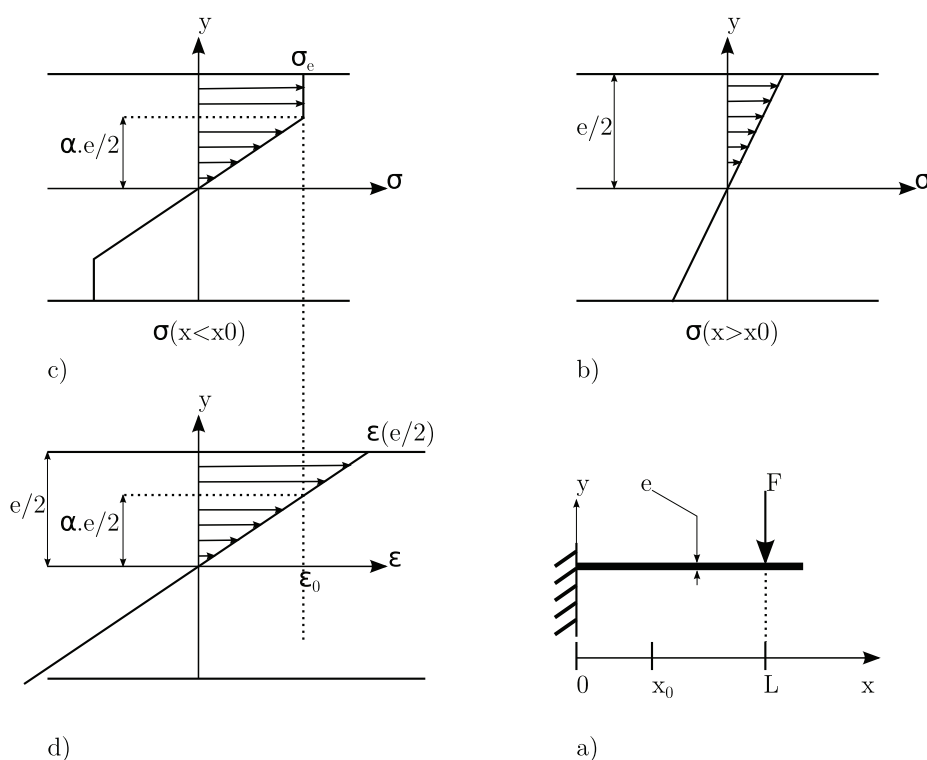 y
σe
α.e/2
σ
σ(x<x0)
c)
y
e/2
σ
σ(x>x0)
b)
y
ε(e/2)
e/2
α.e/2
ε
ε0
d)
y
e
F
0
x0
L
x
a)